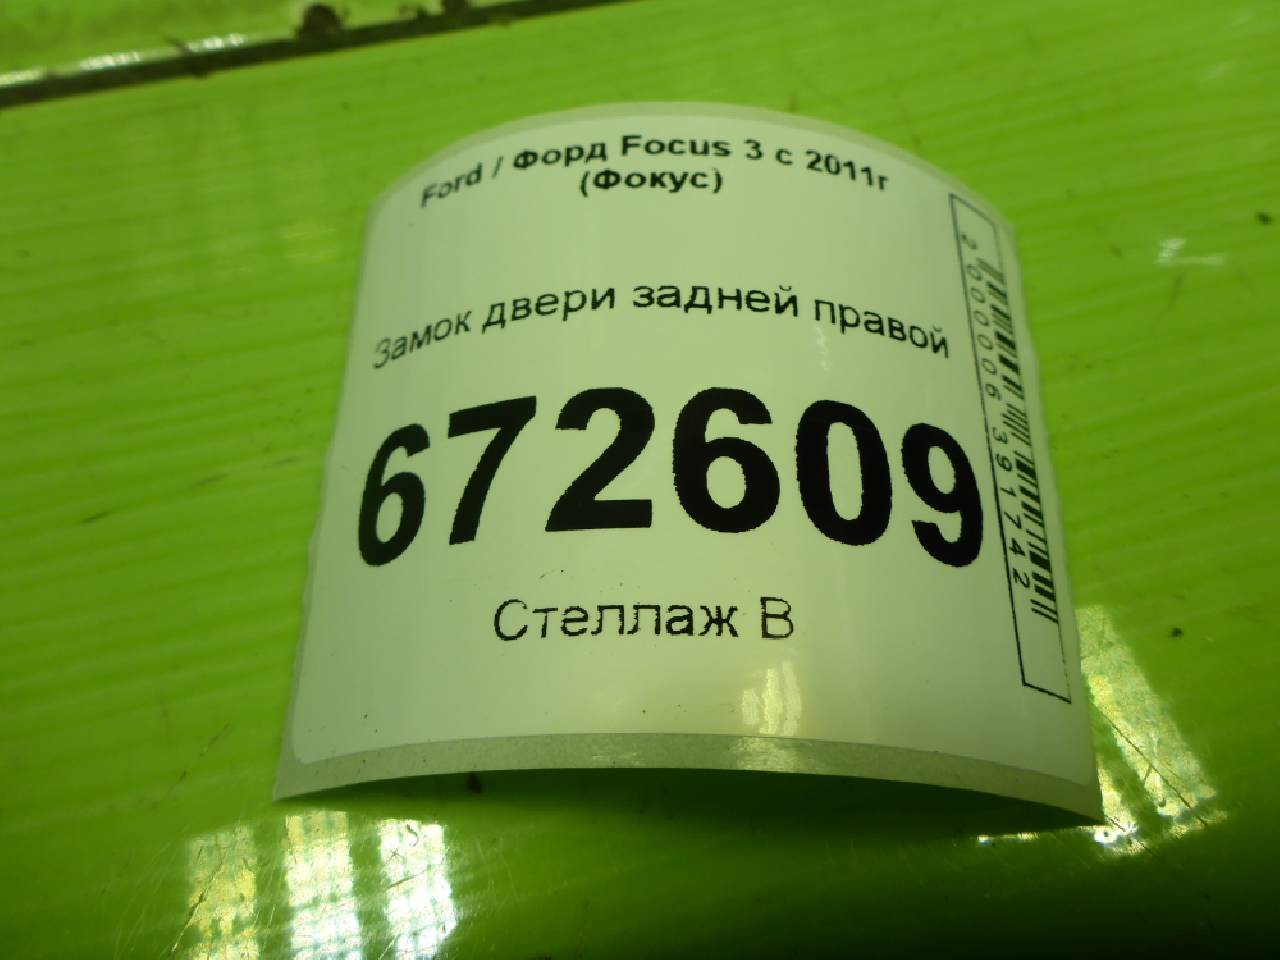 Ford / Форд Focus 3 с 2011г
(Фокус)
Замок двери задней правой
672609
Стеллаж В
2000006391742